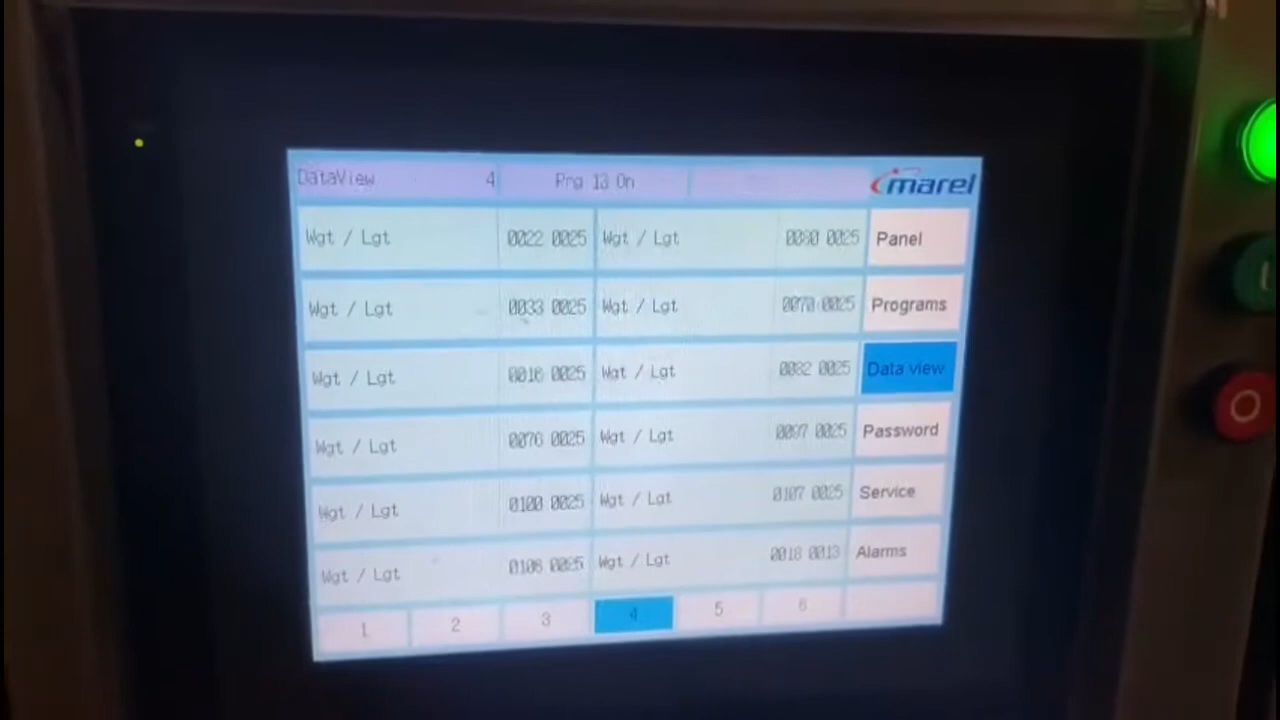 DataView 4 Prg 13 On marel
Wgt / Lgt 0022 0025 Wgt / Lgt 0025 Panel
Wgt / Lgt 0033 0025 Wgt / Lgt 0025 Programs
Wgt / Lgt 0016 0025 Wgt / Lgt 0082 0025 Data view
Wgt / Lgt 0076 0025 Wgt / Lgt 0097 0025 Password
Wgt / Lgt 0100 0025 Wgt / Lgt 0107 0025 Service
Wgt / Lgt 0025 Wgt / Lgt 0018 0013 Alarms
1 2 3 4 5 6